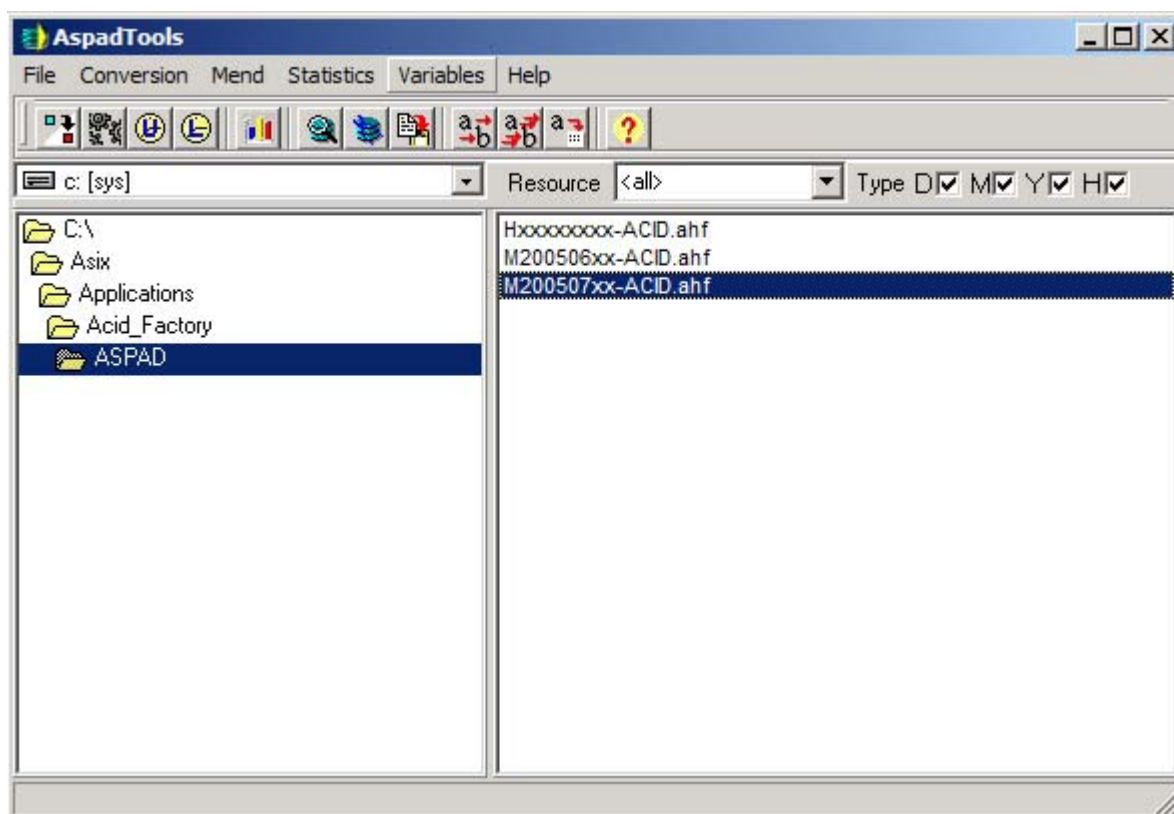 AspadTools
File Conversion Mend Statistics Variables Help
a b a b a ?
c: [sys] Resource <all> Type D M Y H
C:\
Asix
Applications
Acid_Factory
ASPAD
Hxxxxxxxx-ACID.ahf
M200506xx-ACID.ahf
M200507xx-ACID.ahf